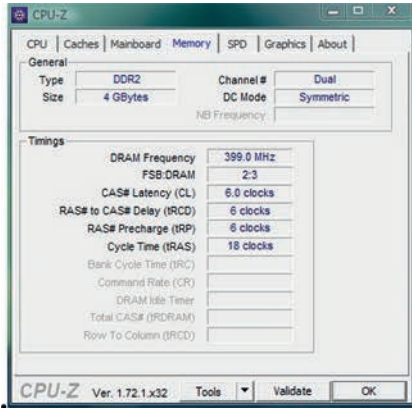 CPU-Z
CPU Caches Mainboard Memory SPD Graphics About
General
Type DDR2 Channel # Dual
Size 4 GBytes DC Mode Symmetric
NB Frequency
Timings
DRAM Frequency 399.0 MHz
FSB:DRAM 2:3
CAS# Latency (CL) 6.0 clocks
RAS# to CAS# Delay (tRCD) 6 clocks
RAS# Precharge (tRP) 6 clocks
Cycle Time (tRAS) 18 clocks
Bank Cycle Time (tRC)
Command Rate (CR)
DRAM Idle Timer
Total CAS# (tRDRAM)
Row To Column (tRCD)
CPU-Z Ver. 1.72.1.x32 Tools Validate OK